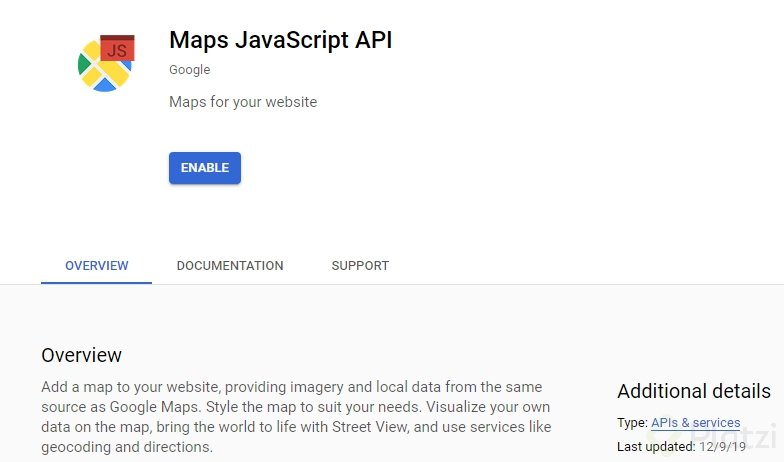 JS
Maps JavaScript API
Google
Maps for your website
ENABLE
OVERVIEW DOCUMENTATION SUPPORT
Overview
Add a map to your website, providing imagery and local data from the same
source as Google Maps. Style the map to suit your needs. Visualize your own
data on the map, bring the world to life with Street View, and use services like
geocoding and directions.
Additional details
Type: APIs & services
Last updated: 12/9/19
Platzi